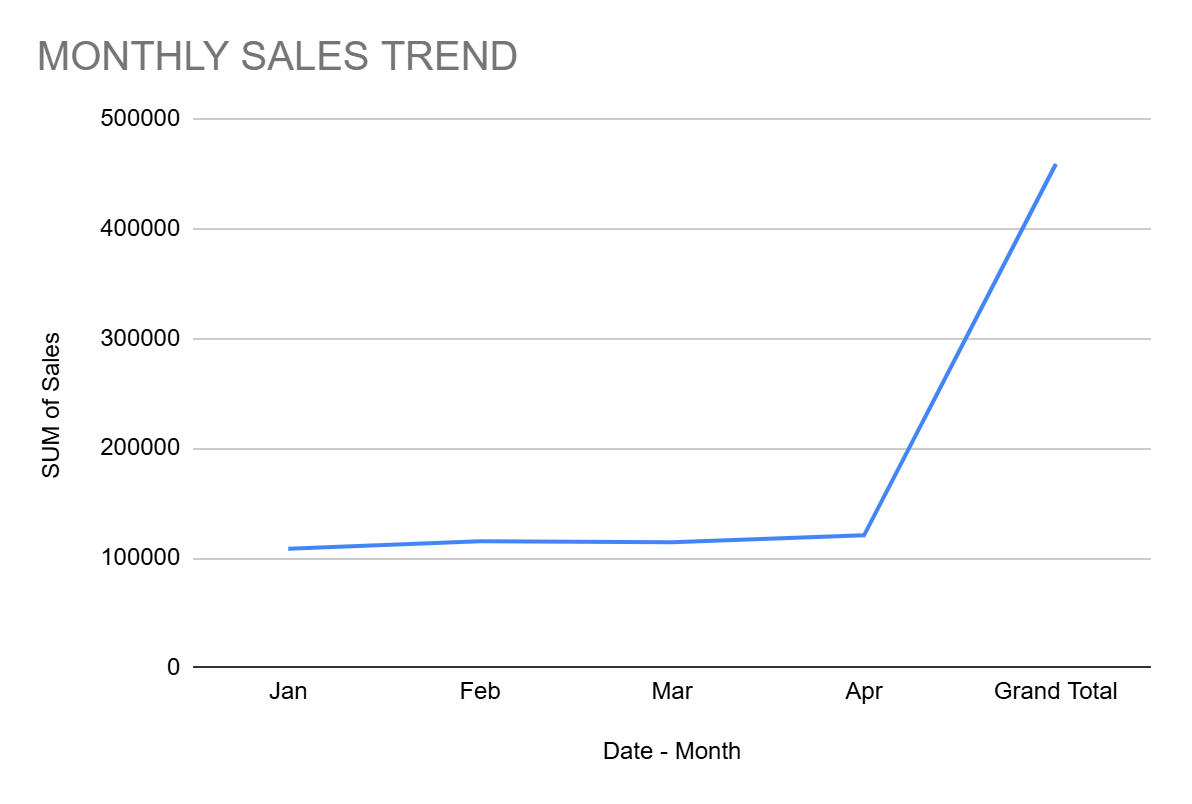 MONTHLY SALES TREND
500000
400000
300000
200000
100000
0
SUM of Sales
Jan Feb Mar Apr Grand Total
Date - Month